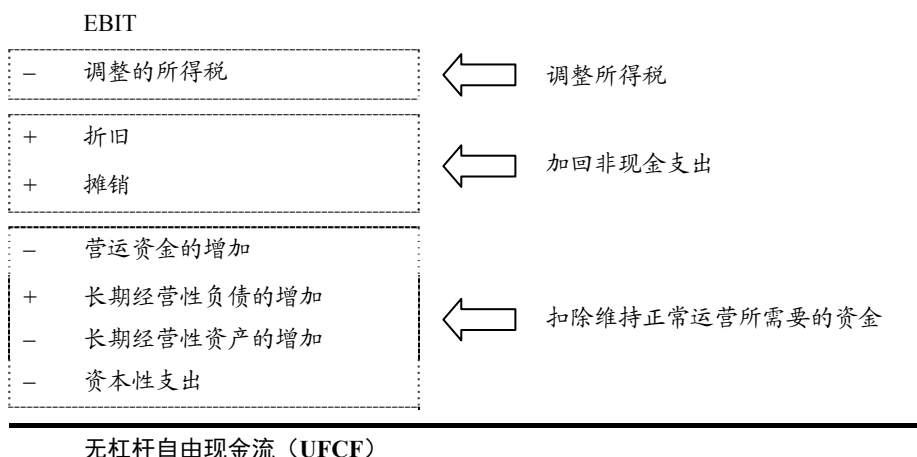 EBIT
– 调整的所得税
调整所得税
+ 折旧
+ 摊销
加回非现金支出
– 营运资金的增加
+ 长期经营性负债的增加
– 长期经营性资产的增加
– 资本性支出
扣除维持正常运营所需要的资金
无杠杆自由现金流（UFCF）